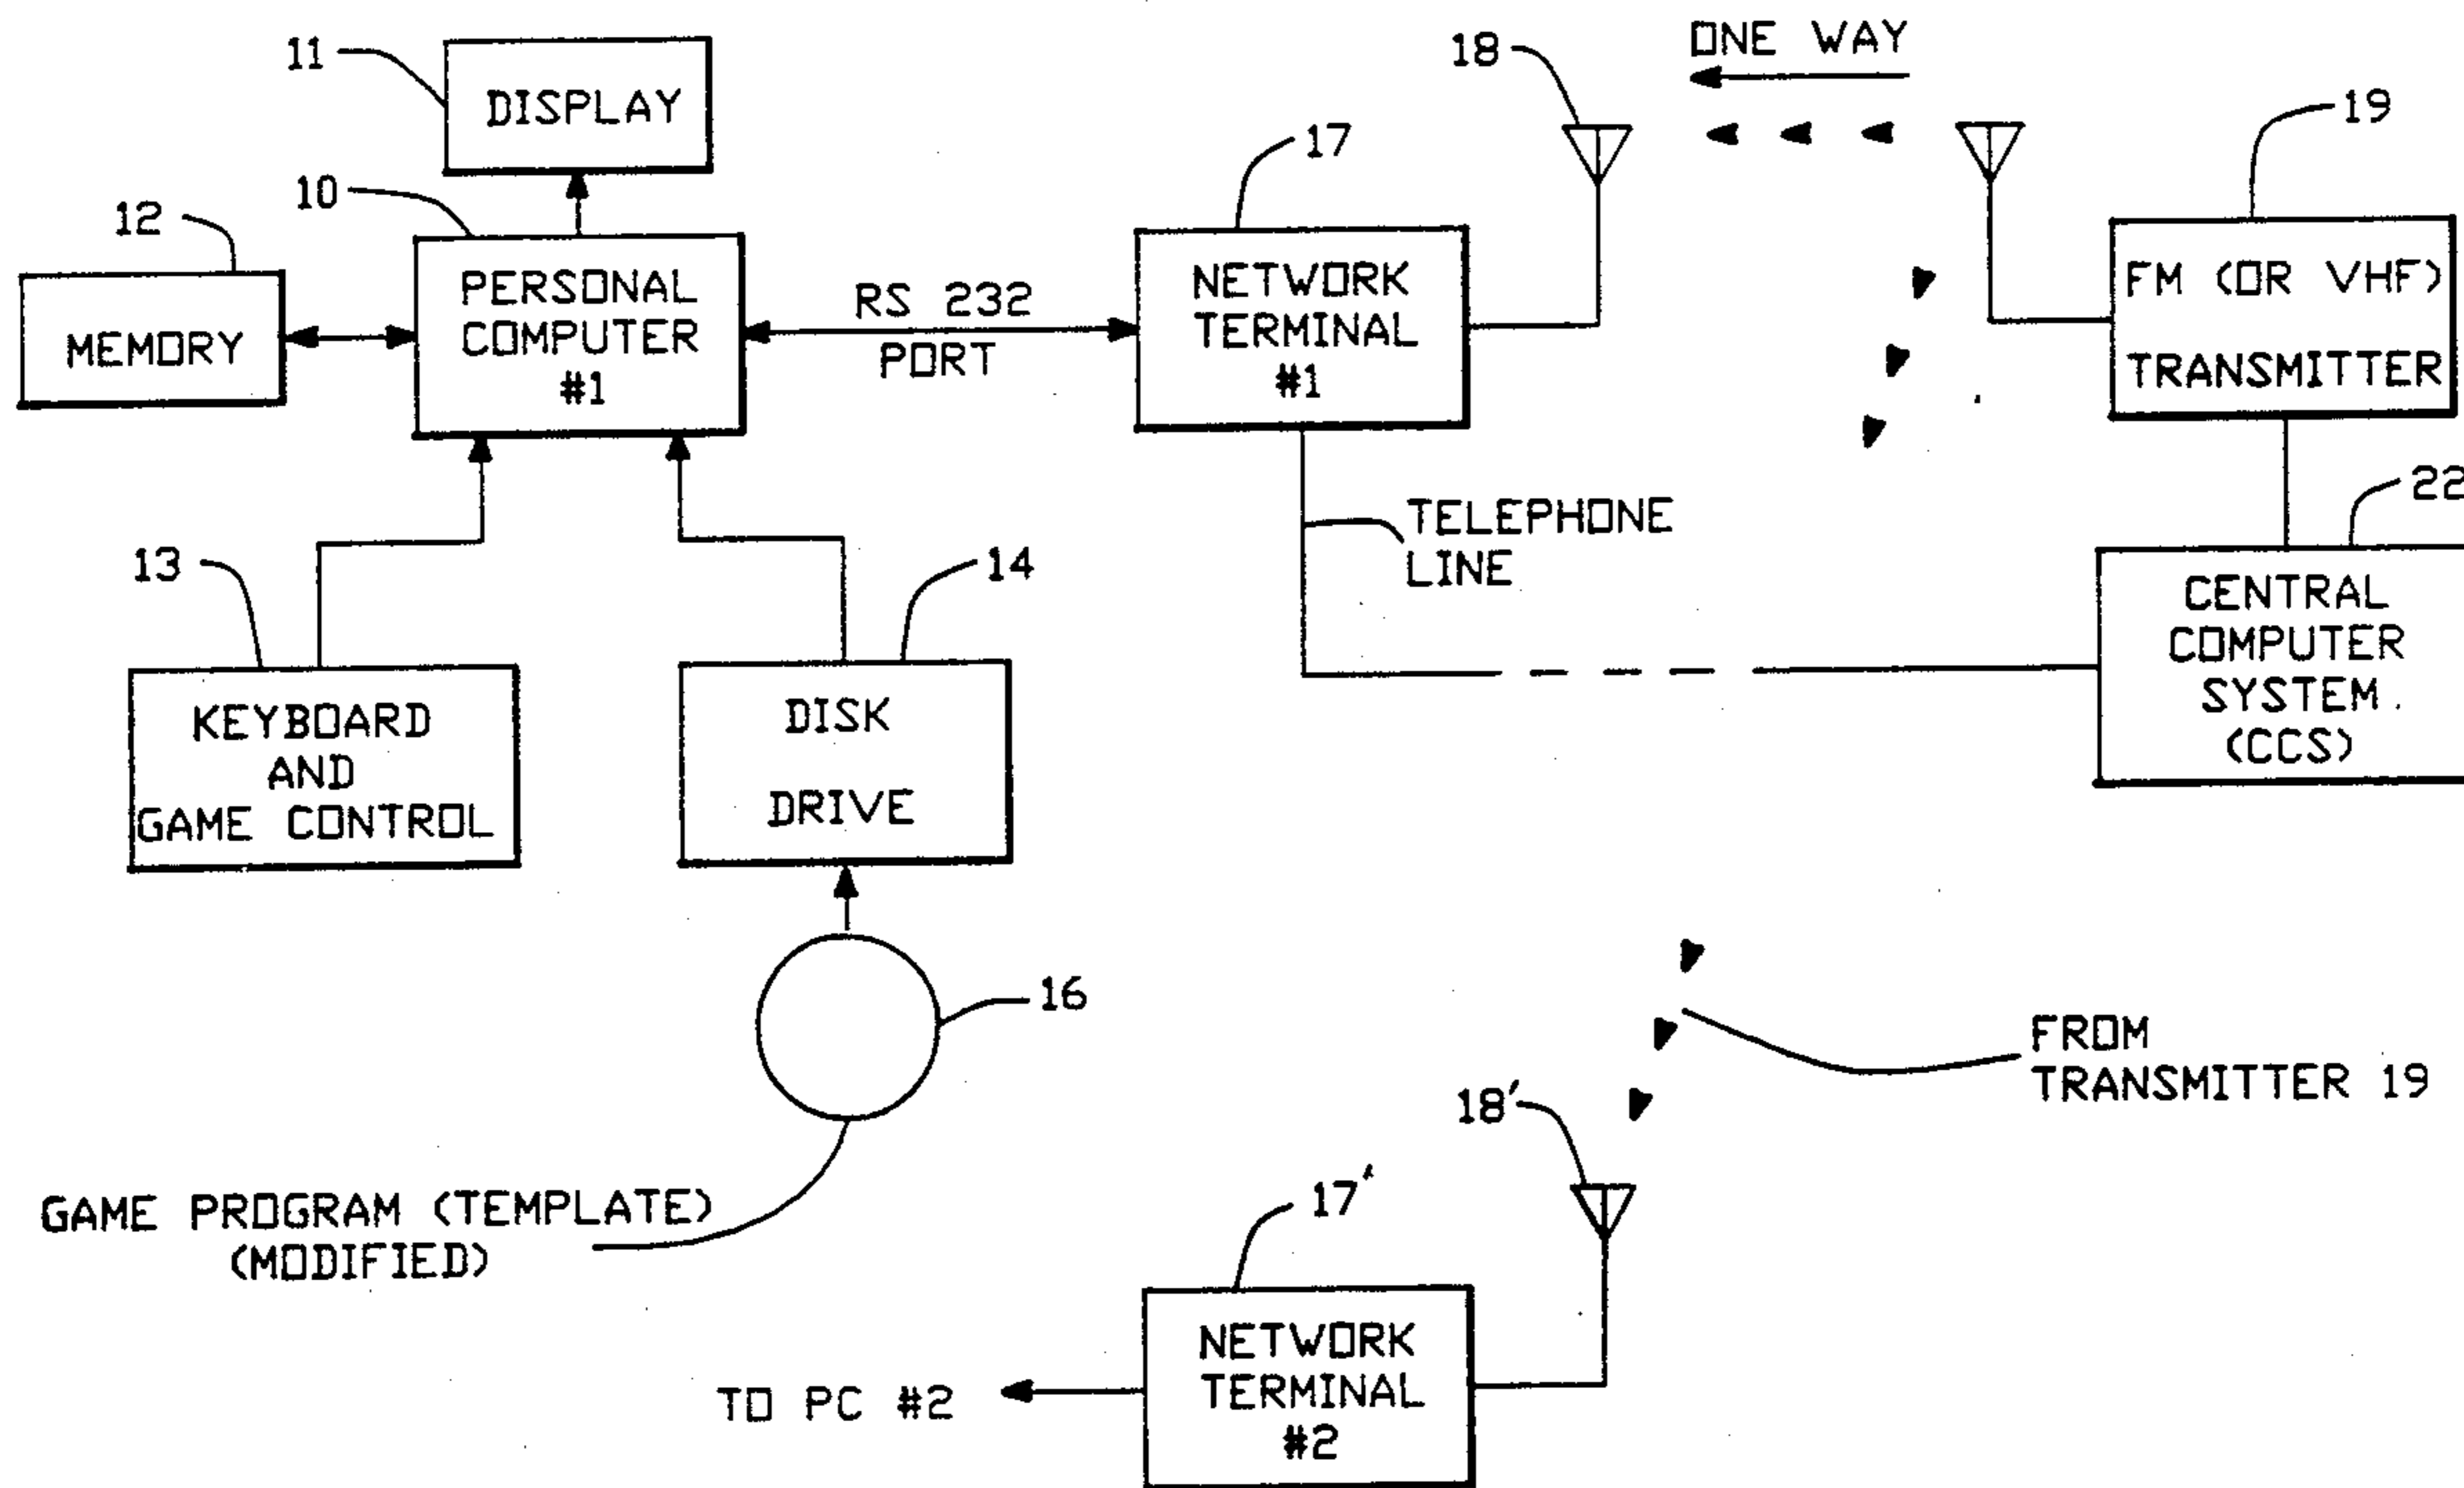 11
DISPLAY
18
ONE WAY
19
17
10
12
PERSONAL
COMPUTER
#1
MEMORY
RS 232
PORT
NETWORK
TERMINAL
#1
FM (OR VHF)
TRANSMITTER
22
TELEPHONE
LINE
13
14
CENTRAL
COMPUTER
SYSTEM
(CCS)
KEYBOARD
AND
GAME CONTROL
DISK
DRIVE
16
FROM
TRANSMITTER 19
18'
17'
GAME PROGRAM (TEMPLATE)
(MODIFIED)
NETWORK
TERMINAL
#2
TO PC #2